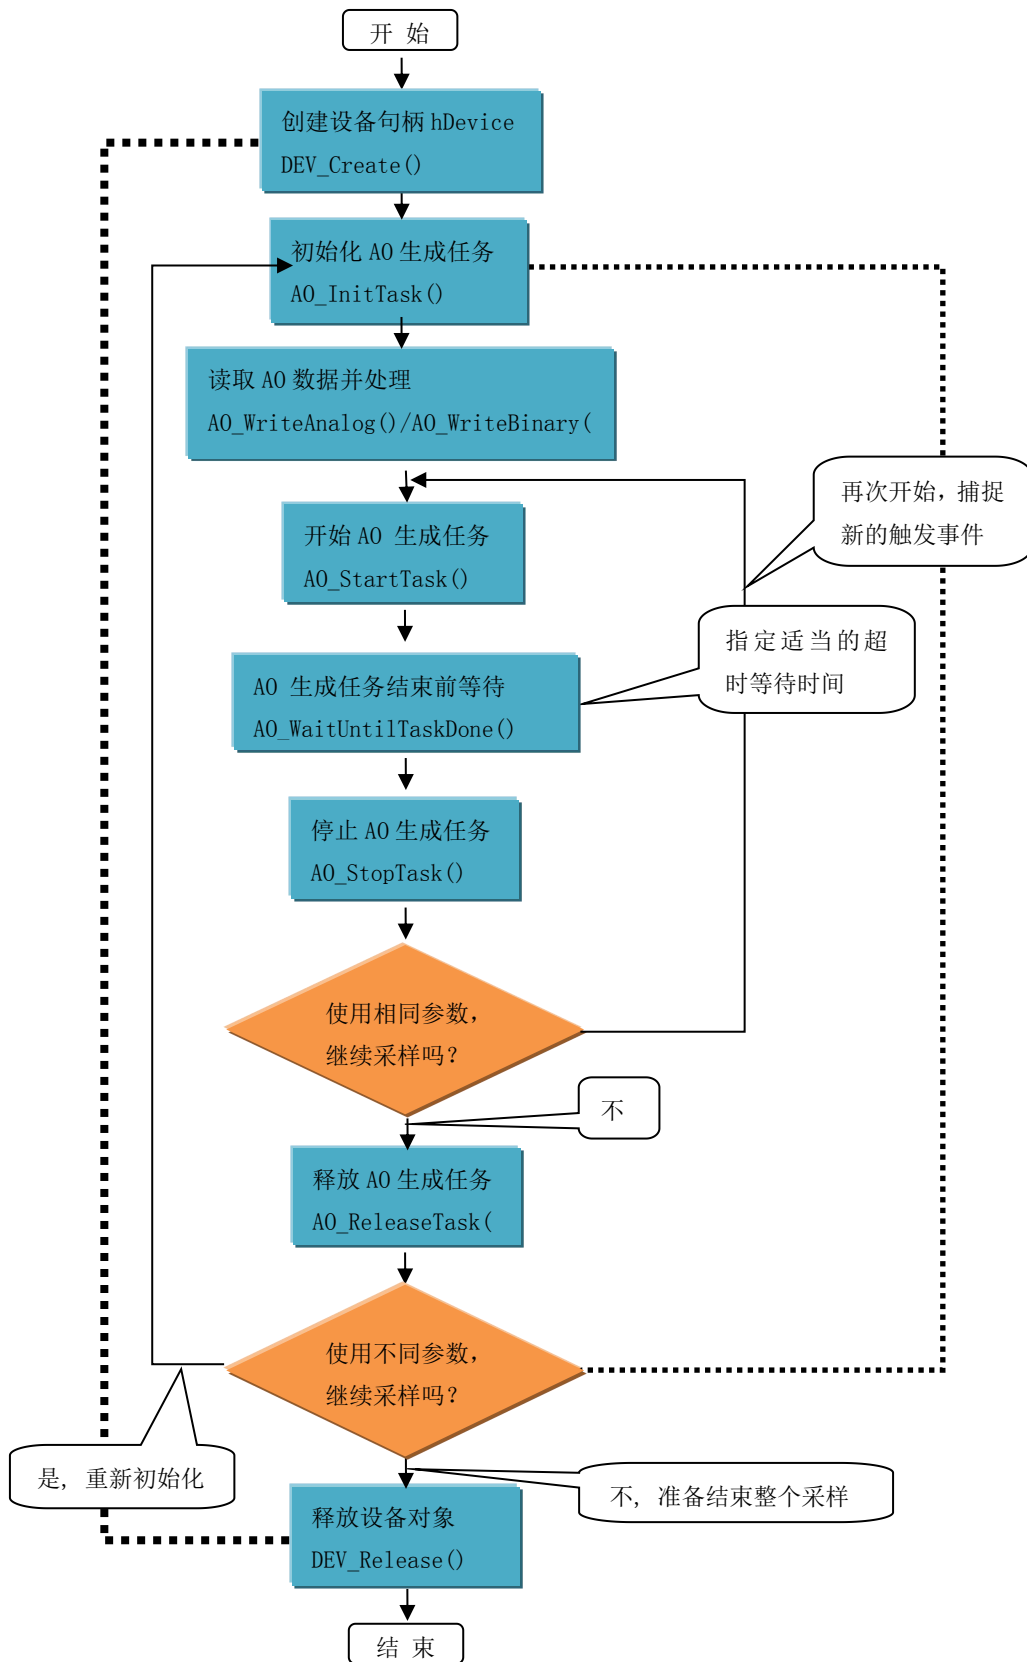 开 始
创建设备句柄 hDevice
DEV_Create()
初始化 AO 生成任务
AO_InitTask()
读取 AO 数据并处理
AO_WriteAnalog()/AO_WriteBinary(
再次开始，捕捉
新的触发事件
开始 AO 生成任务
AO_StartTask()
指定适当的超
时等待时间
AO 生成任务结束前等待
AO_WaitUntilTaskDone()
停止 AO 生成任务
AO_StopTask()
使用相同参数，
继续采样吗？
不
释放 AO 生成任务
AO_ReleaseTask(
使用不同参数，
继续采样吗？
是，重新初始化
不，准备结束整个采样
释放设备对象
DEV_Release()
结 束